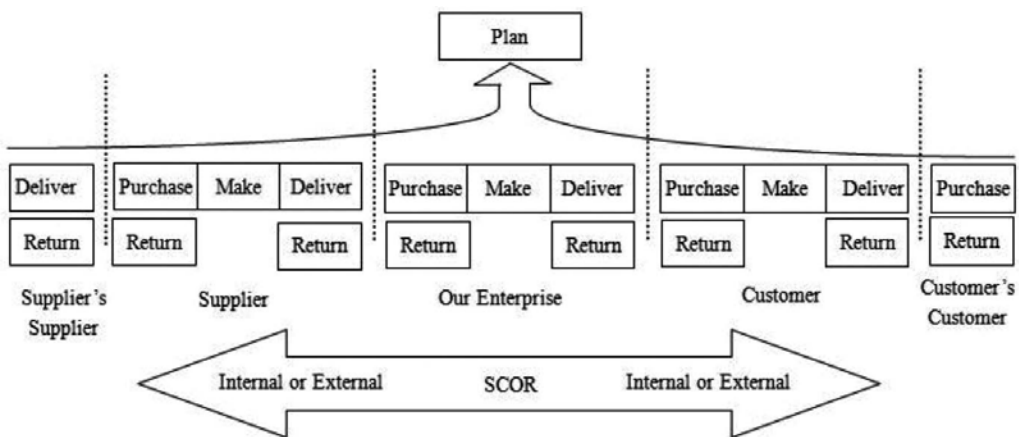 Plan
Deliver Purchase Make Deliver Purchase Make Deliver Purchase Make Deliver Purchase
Return Return Return Return Return Return Return Return
Supplier's
Supplier
Supplier
Our Enterprise
Customer
Customer's
Customer
Internal or External SCOR Internal or External